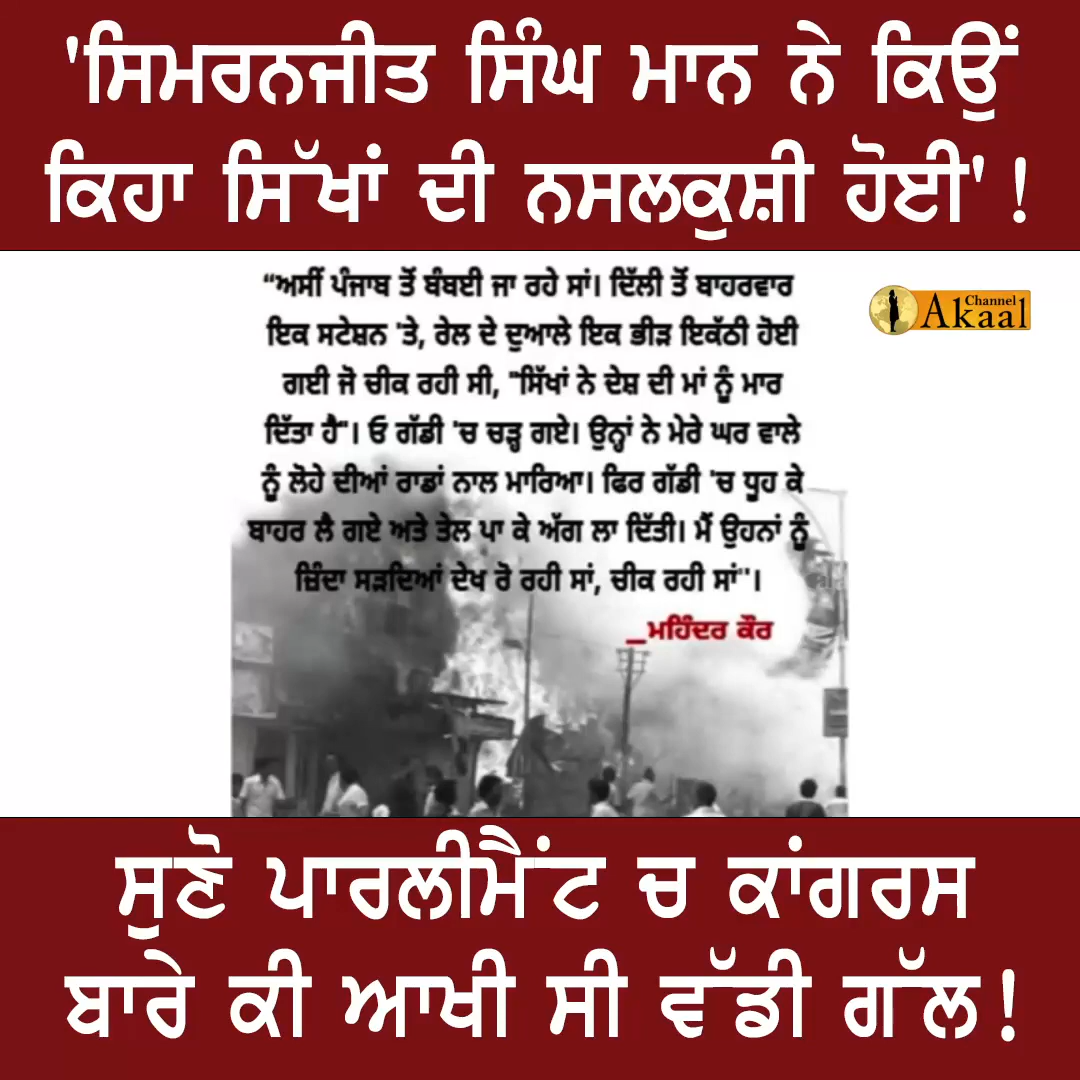 'ਸਿਮਰਨਜੀਤ ਸਿੰਘ ਮਾਨ ਨੇ ਕਿਉਂ
ਕਿਹਾ ਸਿੱਖਾਂ ਦੀ ਨਸਲਕੁਸ਼ੀ ਹੋਈ'!
“ਅਸੀਂ ਪੰਜਾਬ ਤੋਂ ਬੰਬਈ ਜਾ ਰਹੇ ਸਾਂ। ਦਿੱਲੀ ਤੋਂ ਬਾਹਰਵਾਰ
ਇਕ ਸਟੇਸ਼ਨ 'ਤੇ, ਰੇਲ ਦੇ ਦੁਆਲੇ ਇਕ ਭੀੜ ਇਕੱਠੀ ਹੋਈ
ਗਈ ਜੋ ਚੀਕ ਰਹੀ ਸੀ, "ਸਿੱਖਾਂ ਨੇ ਦੇਸ਼ ਦੀ ਮਾਂ ਨੂੰ ਮਾਰ
ਦਿੱਤਾ ਹੈ"। ਓ ਗੱਡੀ 'ਚ ਚੜ੍ਹ ਗਏ। ਉਨ੍ਹਾਂ ਨੇ ਮੇਰੇ ਘਰ ਵਾਲੇ
ਨੂੰ ਲੋਹੇ ਦੀਆਂ ਰਾਡਾਂ ਨਾਲ ਮਾਰਿਆ। ਫਿਰ ਗੱਡੀ 'ਚ ਧੂਹ ਕੇ
ਬਾਹਰ ਲੈ ਗਏ ਅਤੇ ਤੇਲ ਪਾ ਕੇ ਅੱਗ ਲਾ ਦਿੱਤੀ। ਮੈਂ ਉਹਨਾਂ ਨੂੰ
ਜ਼ਿੰਦਾ ਸੜਦਿਆਂ ਦੇਖ ਰੋ ਰਹੀ ਸਾਂ, ਚੀਕ ਰਹੀ ਸਾਂ"।
_ਮਹਿੰਦਰ ਕੌਰ
Channel
Akaal
ਸੁਣੋ ਪਾਰਲੀਮੈਂਟ ਚ ਕਾਂਗਰਸ
ਬਾਰੇ ਕੀ ਆਖੀ ਸੀ ਵੱਡੀ ਗੱਲ!